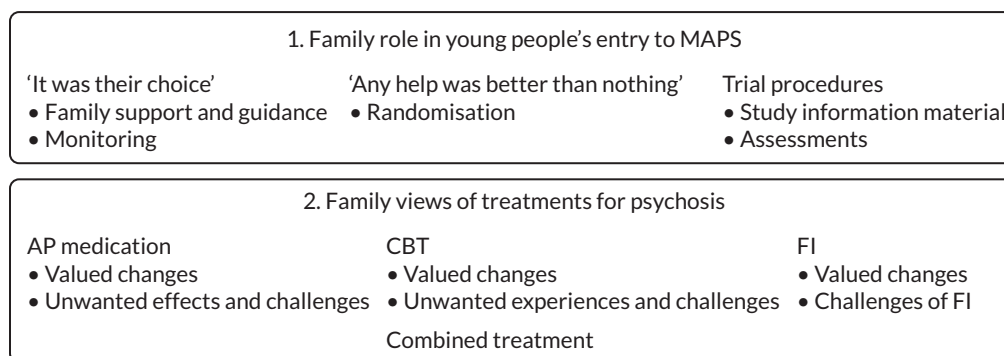 1. Family role in young people's entry to MAPS
‘It was their choice’
• Family support and guidance
• Monitoring
‘Any help was better than nothing’
• Randomisation
Trial procedures
• Study information material
• Assessments
2. Family views of treatments for psychosis
AP medication
• Valued changes
• Unwanted effects and challenges
CBT
• Valued changes
• Unwanted experiences and challenges
FI
• Valued changes
• Challenges of FI
Combined treatment